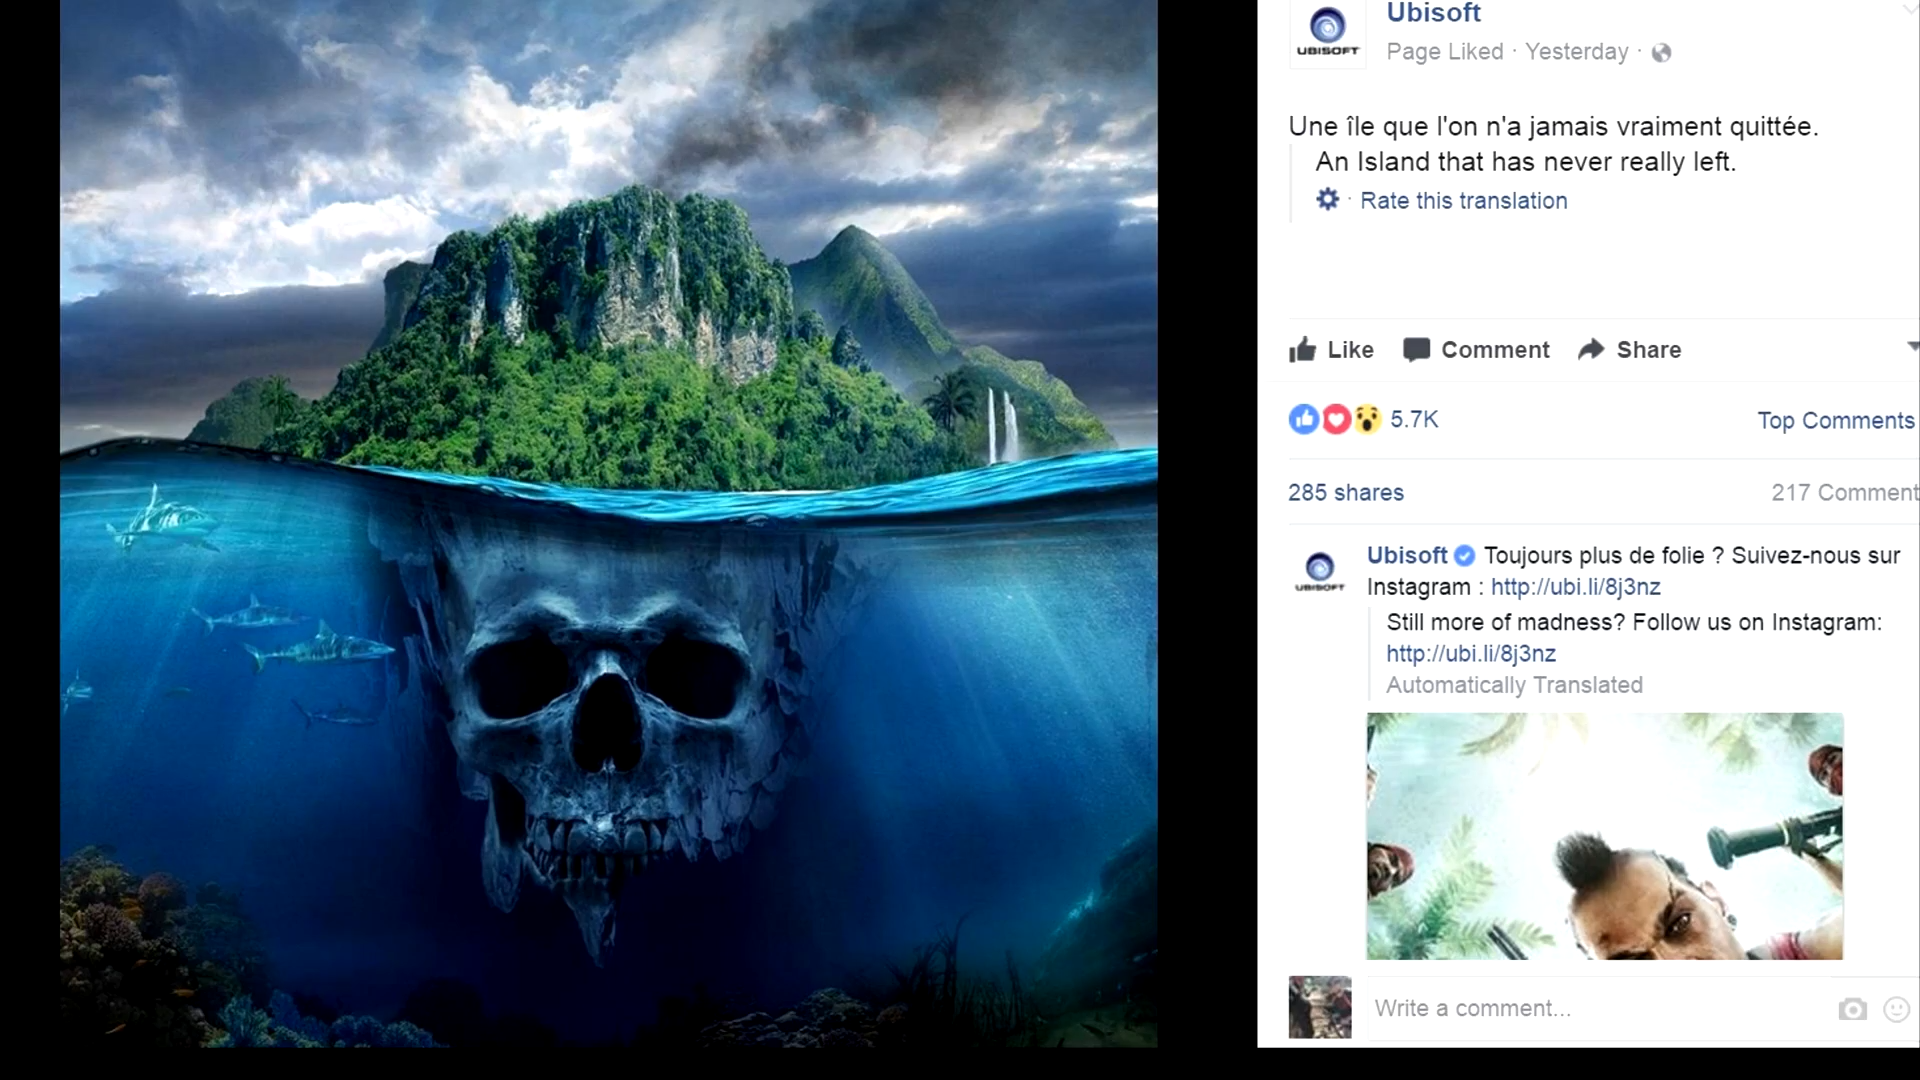 UBISOFT
Ubisoft
Page Liked · Yesterday ·
Une île que l'on n'a jamais vraiment quittée.
An Island that has never really left.
· Rate this translation
Like Comment Share
5.7K Top Comments
285 shares 217 Comment
UBISOFT
Ubisoft Toujours plus de folie ? Suivez-nous sur
Instagram : http://ubi.li/8j3nz
Still more of madness? Follow us on Instagram:
http://ubi.li/8j3nz
Automatically Translated
Write a comment...